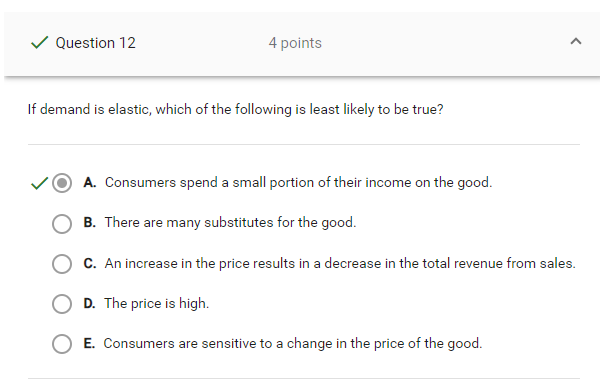 Question 12 4 points
If demand is elastic, which of the following is least likely to be true?
A. Consumers spend a small portion of their income on the good.
B. There are many substitutes for the good.
C. An increase in the price results in a decrease in the total revenue from sales.
D. The price is high.
E. Consumers are sensitive to a change in the price of the good.